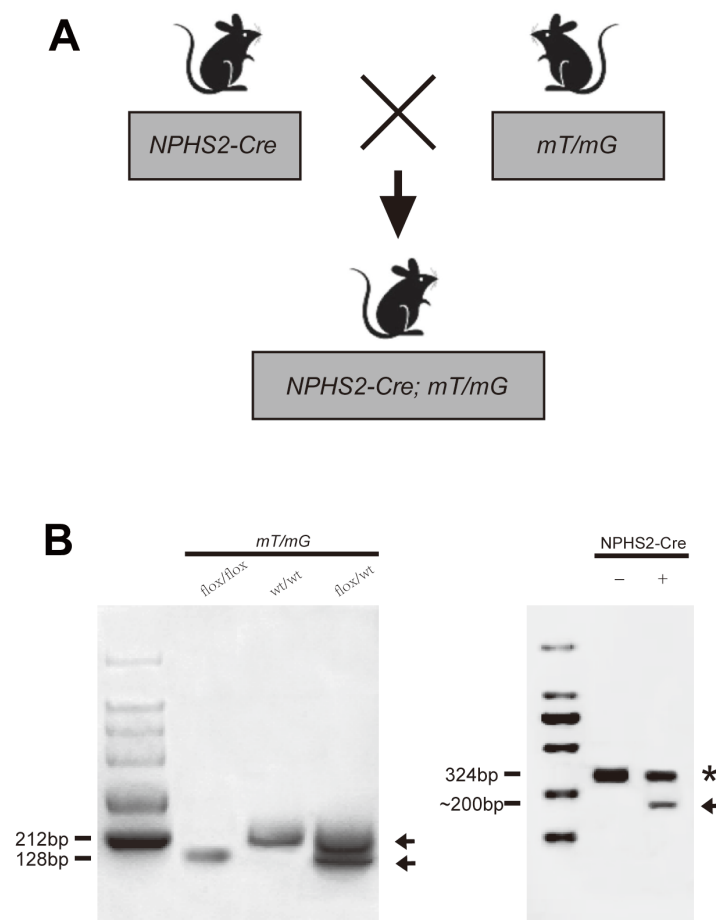 A
NPHS2-Cre
mT/mG
NPHS2-Cre; mT/mG
B
mT/mG
flox/flox
wt/wt
flox/wt
212bp
128bp
NPHS2-Cre
– +
324bp
*
~200bp